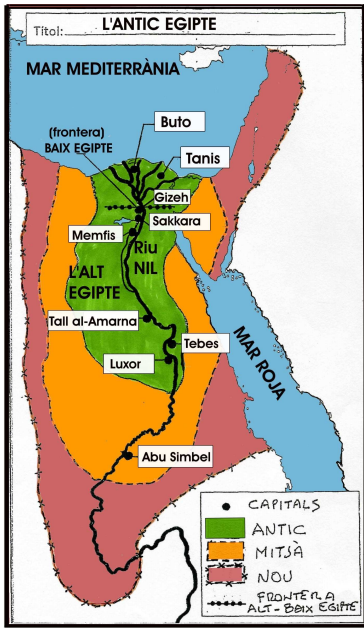 Títol: L'ANTIC EGIPTE
MAR MEDITERRÀNIA
(frontera)
BAIX EGIPTE
Buto
Tanis
Gizeh
Sakkara
Memfis
Riu
NIL
L'ALT
EGIPTE
Tall al-Amarna
Tebes
Luxor
MAR ROJA
Abu Simbel
CAPITALS
ANTIC
MITJÀ
NOU
FRONTERA
ALT-BAIX EGIPTE